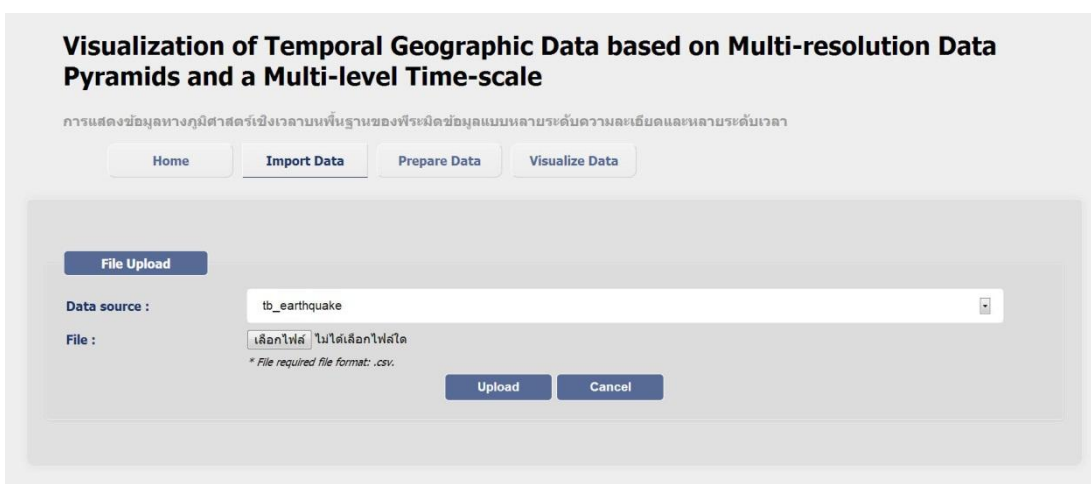 Visualization of Temporal Geographic Data based on Multi-resolution Data
Pyramids and a Multi-level Time-scale
การแสดงข้อมูลทางภูมิศาสตร์เชิงเวลาบนพื้นฐานของพีระมิดข้อมูลแบบหลายระดับความละเอียดและหลายระดับเวลา
Home Import Data Prepare Data Visualize Data
File Upload
Data source : tb_earthquake
File : เลือกไฟล์ ไม่ได้เลือกไฟล์ใด
* File required file format: .csv.
Upload Cancel